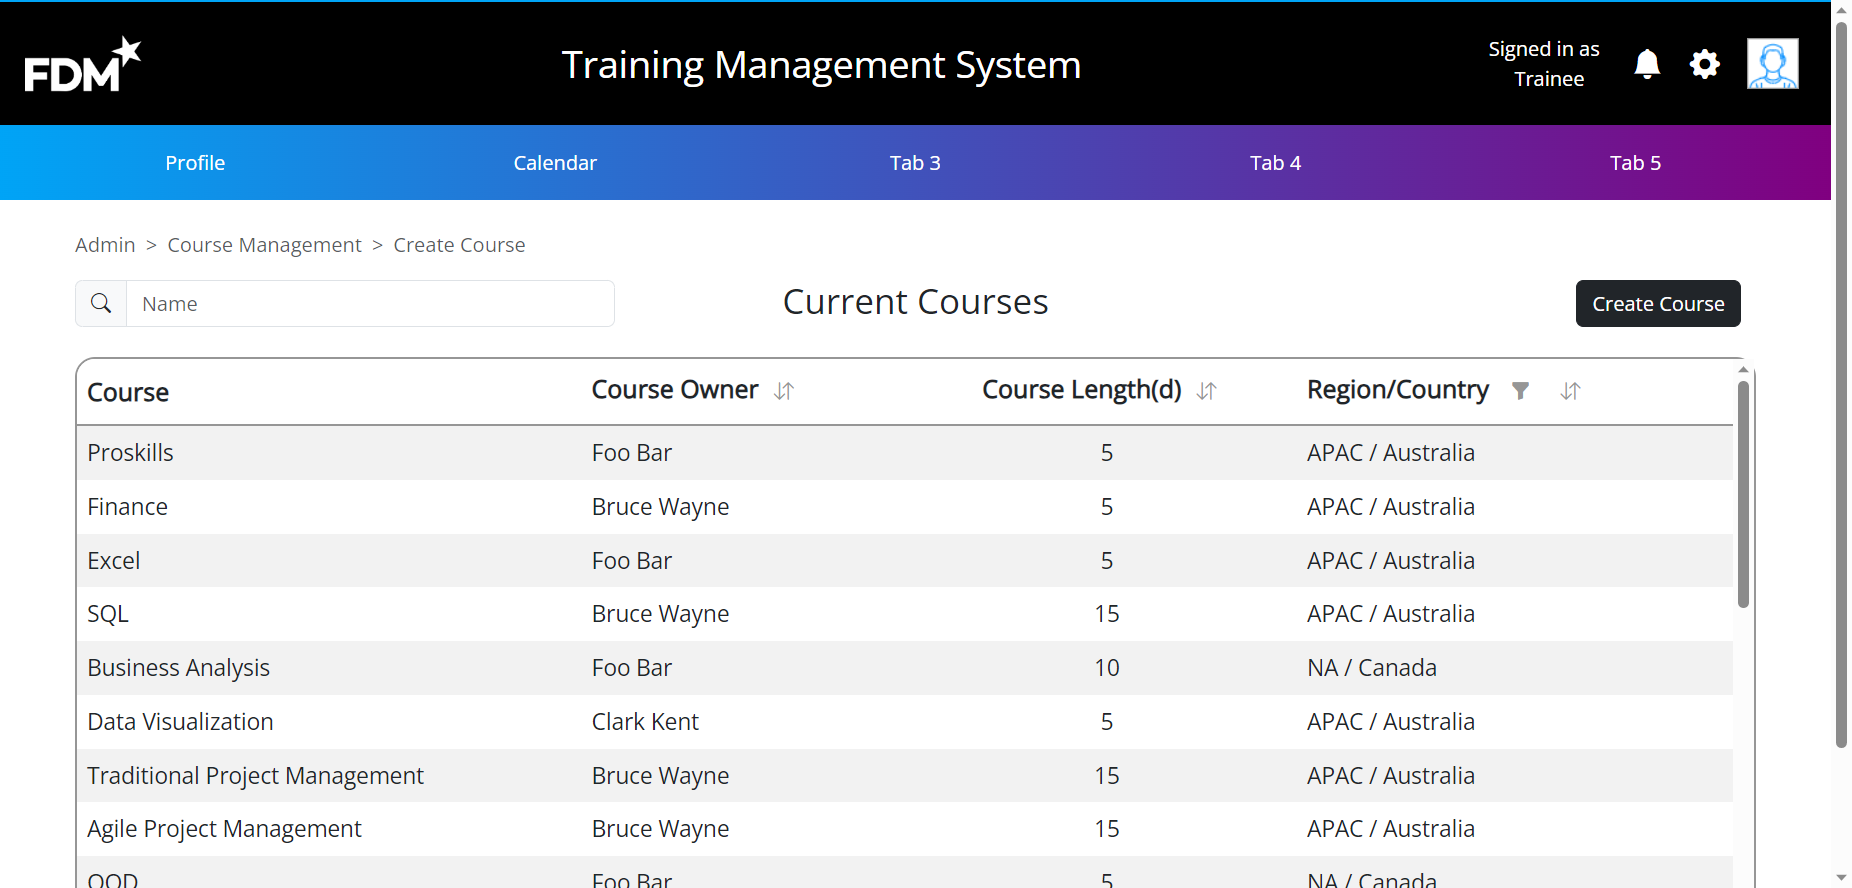 FDM
Training Management System
Signed in as
Trainee
Profile Calendar Tab 3 Tab 4 Tab 5
Admin > Course Management > Create Course
Name
Current Courses
Create Course
Course Course Owner Course Length(d) Region/Country
Proskills Foo Bar 5 APAC / Australia
Finance Bruce Wayne 5 APAC / Australia
Excel Foo Bar 5 APAC / Australia
SQL Bruce Wayne 15 APAC / Australia
Business Analysis Foo Bar 10 NA / Canada
Data Visualization Clark Kent 5 APAC / Australia
Traditional Project Management Bruce Wayne 15 APAC / Australia
Agile Project Management Bruce Wayne 15 APAC / Australia
OOD Foo Bar 5 NA / Canada